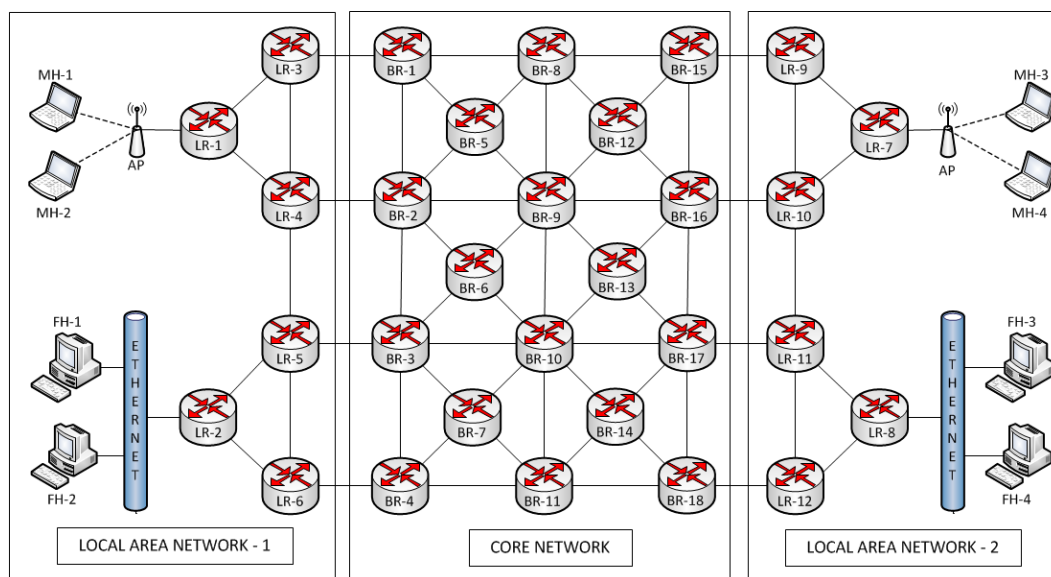 LR-3
BR-1
BR-8
BR-15
LR-9
MH-1
MH-3
LR-1
AP
BR-5
BR-12
LR-7
AP
MH-2
LR-4
BR-2
BR-9
BR-16
LR-10
MH-4
BR-6
BR-13
FH-1
FH-3
ETHERNET
LR-5
BR-3
BR-10
BR-17
LR-11
ETHERNET
LR-2
BR-7
BR-14
LR-8
FH-2
LR-6
BR-4
BR-11
BR-18
LR-12
FH-4
LOCAL AREA NETWORK - 1
CORE NETWORK
LOCAL AREA NETWORK - 2